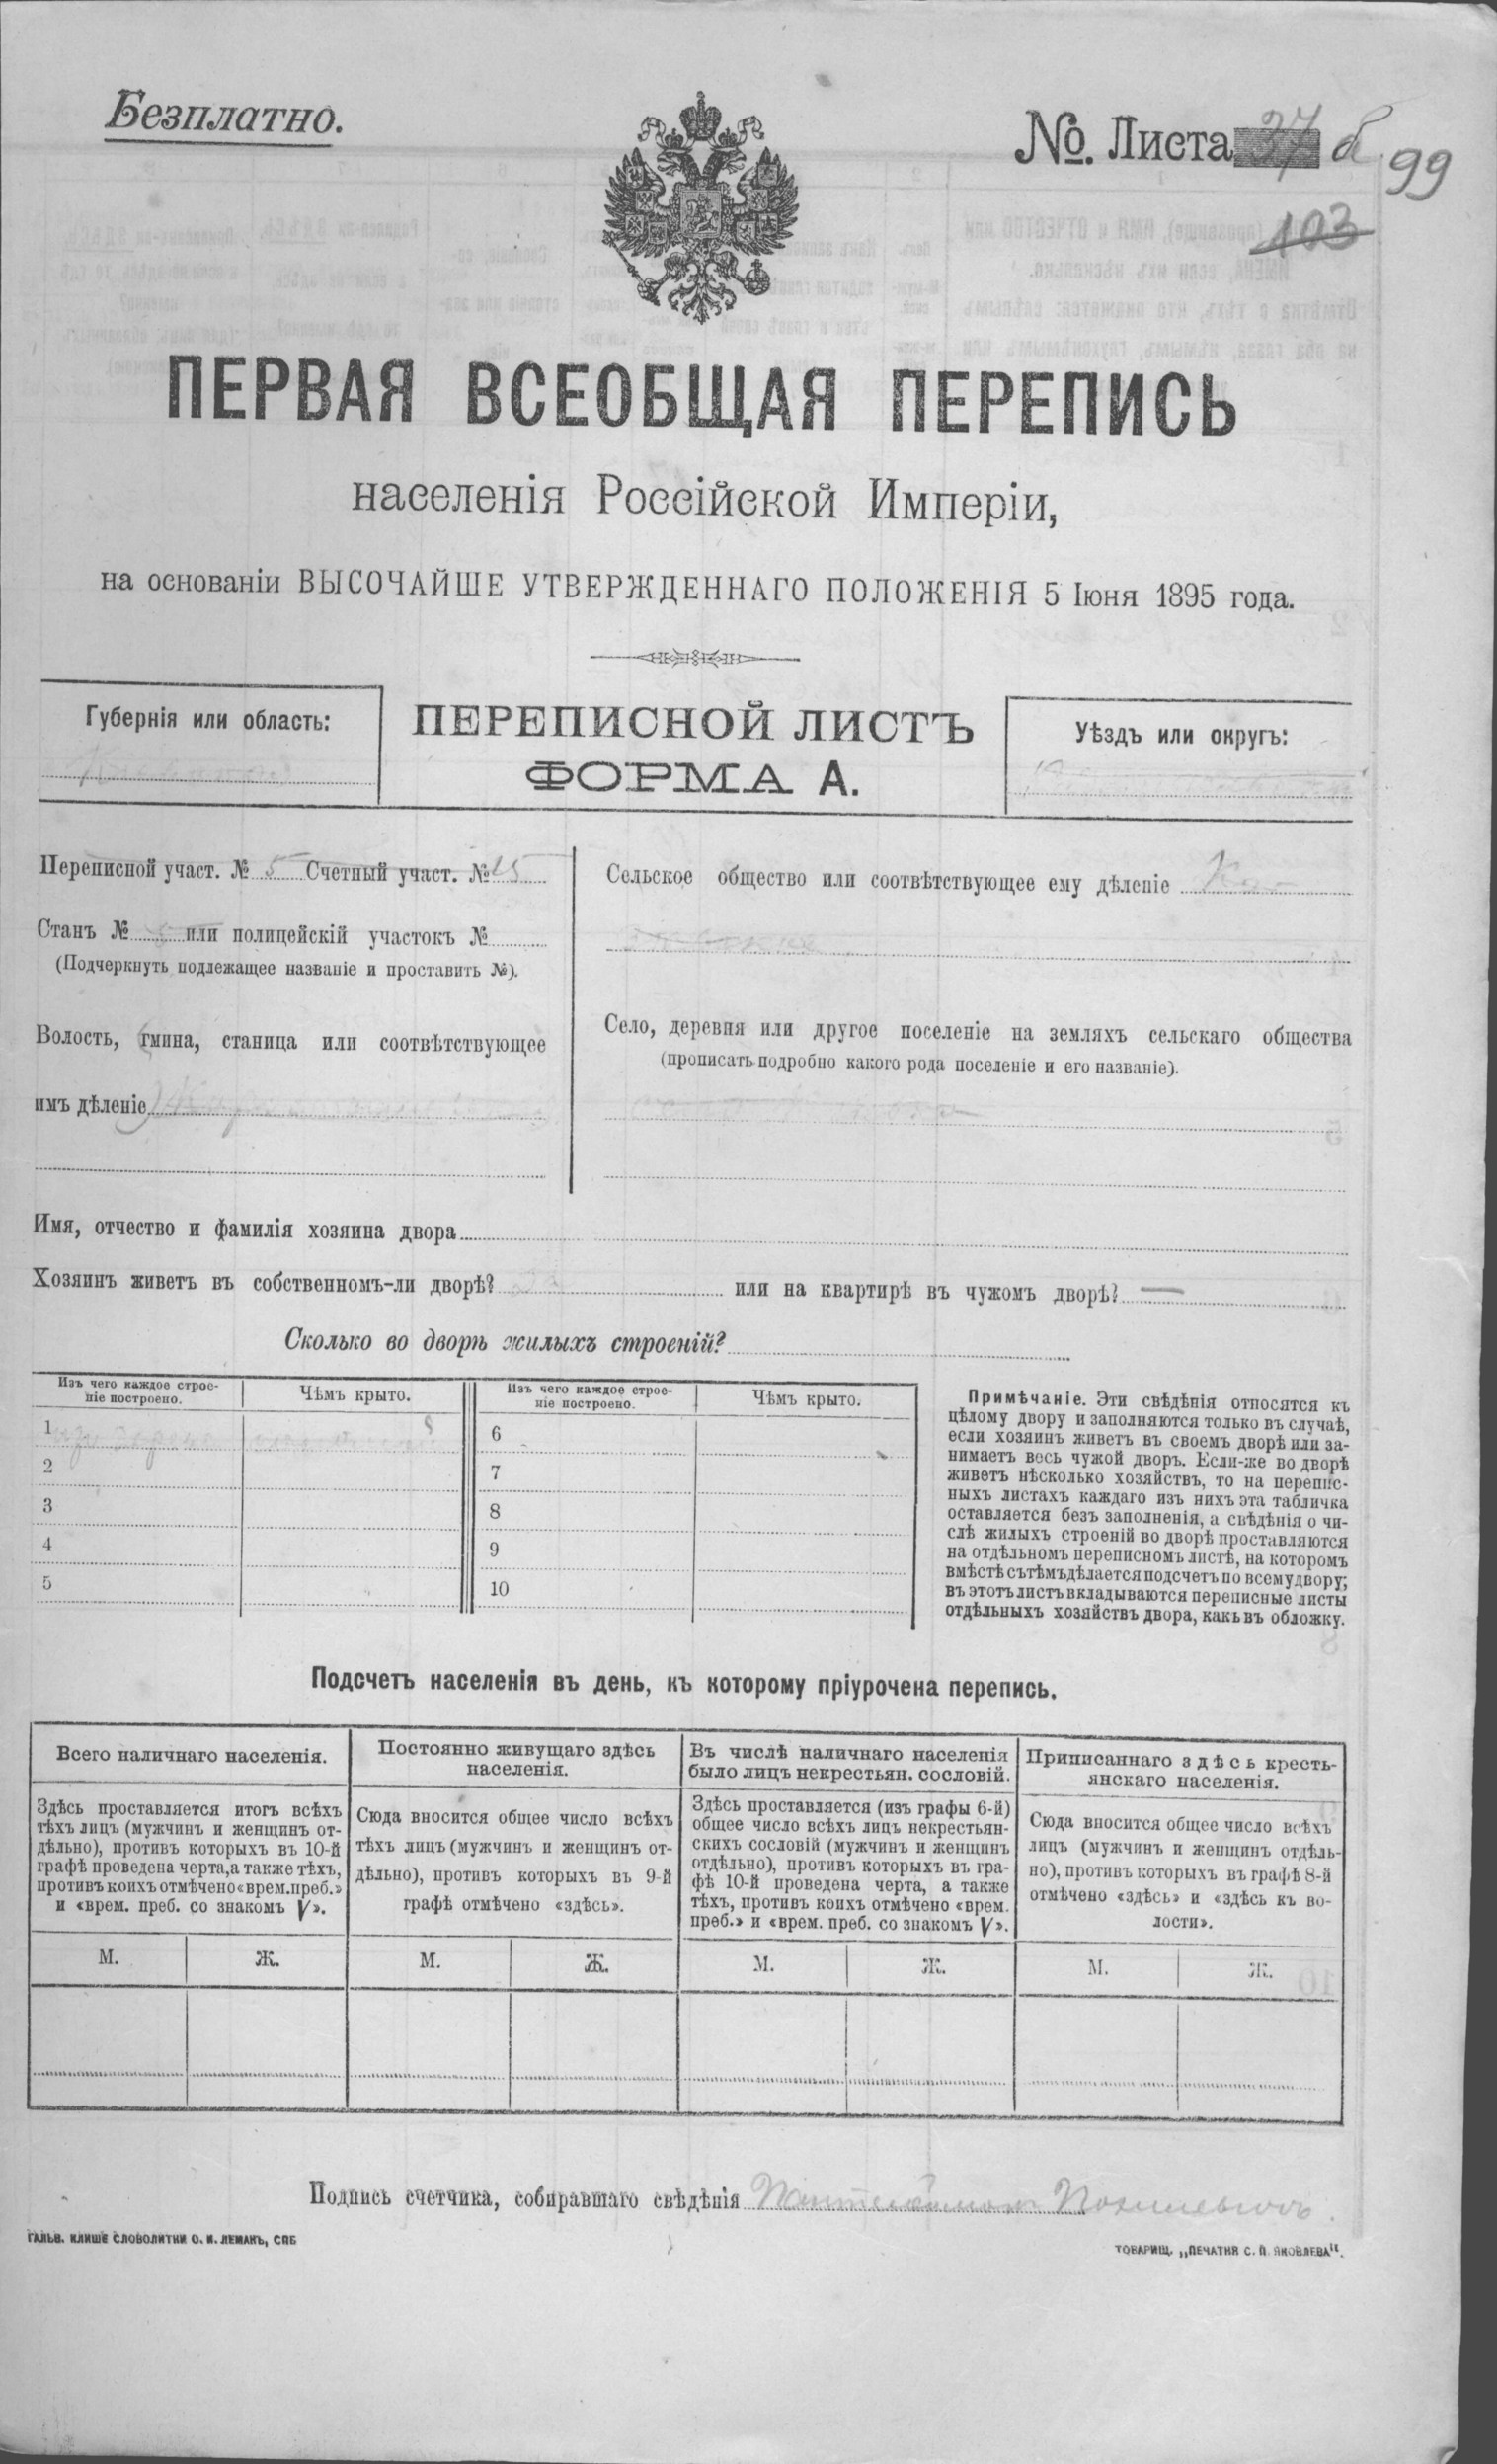 Безплатно.
№. Листа 37 б 99
103
ПЕРВАЯ ВСЕОБЩАЯ ПЕРЕПИСЬ
населенія Россійской Имперіи,
на основаніи ВЫСОЧАЙШЕ УТВЕРЖДЕННАГО ПОЛОЖЕНІЯ 5 Іюня 1895 года.
Губернія или область:
ПЕРЕПИСНОЙ ЛИСТЪ
ФОРМА А.
Уѣздъ или округъ:
Переписной участ. № 5 Счетный участ. № 15
Станъ № или полицейскій участокъ №
(Подчеркнуть подлежащее названіе и проставить №).
Волость, гмина, станица или соотвѣтствующее
имъ дѣленіе
Сельское общество или соотвѣтствующее ему дѣленіе
Село, деревня или другое поселеніе на земляхъ сельскаго общества
(прописать подробно какого рода поселеніе и его названіе).
Имя, отчество и фамилія хозяина двора
Хозяинъ живетъ въ собственномъ-ли дворѣ? или на квартирѣ въ чужомъ дворѣ? —
Сколько во дворѣ жилыхъ строеній?
Изъ чего каждое строе-
ніе построено.
Чѣмъ крыто.
Изъ чего каждое строе-
ніе построено.
Чѣмъ крыто.
1 6
2 7
3 8
4 9
5 10
Примѣчаніе. Эти свѣдѣнія относятся къ
цѣлому двору и заполняются только въ случаѣ,
если хозяинъ живетъ въ своемъ дворѣ или за-
нимаетъ весь чужой дворъ. Если-же во дворѣ
живетъ нѣсколько хозяйствъ, то на перепис-
ныхъ листахъ каждаго изъ нихъ эта табличка
оставляется безъ заполненія, а свѣдѣнія о чи-
слѣ жилыхъ строеній во дворѣ проставляются
на отдѣльномъ переписномъ листѣ, на которомъ
вмѣстѣ съ тѣмъ дѣлается подсчетъ по всему двору;
въ этотъ листъ вкладываются переписные листы
отдѣльныхъ хозяйствъ двора, какъ въ обложку.
Подсчетъ населенія въ день, къ которому пріурочена перепись.
Всего наличнаго населенія.
Здѣсь проставляется итогъ всѣхъ
тѣхъ лицъ (мужчинъ и женщинъ от-
дѣльно), противъ которыхъ въ 10-й
графѣ проведена черта, а также тѣхъ,
противъ коихъ отмѣчено «врем. преб.»
и «врем. преб. со знакомъ V».
Постоянно живущаго здѣсь
населенія.
Сюда вносится общее число всѣхъ
тѣхъ лицъ (мужчинъ и женщинъ от-
дѣльно), противъ которыхъ въ 9-й
графѣ отмѣчено «здѣсь».
Въ числѣ наличнаго населенія
было лицъ некрестьян. сословій.
Здѣсь проставляется (изъ графы 6-й)
общее число всѣхъ лицъ некрестьян-
скихъ сословій (мужчинъ и женщинъ
отдѣльно), противъ которыхъ въ гра-
фѣ 10-й проведена черта, а также
тѣхъ, противъ коихъ отмѣчено «врем.
преб.» и «врем. преб. со знакомъ V».
Приписаннаго здѣсь кресть-
янскаго населенія.
Сюда вносится общее число всѣхъ
лицъ (мужчинъ и женщинъ отдѣль-
но), противъ которыхъ въ графѣ 8-й
отмѣчено «здѣсь» и «здѣсь къ во-
лости».
М. Ж. М. Ж. М. Ж. М. Ж.
Подпись счетчика, собиравшаго свѣдѣнія
ГАЛЬВ. КЛИШЕ СЛОВОЛИТНИ О. И. ЛЕМАНЪ, СПБ
ТОВАРИЩ. „ПЕЧАТНЯ С. П. ЯКОВЛЕВА".